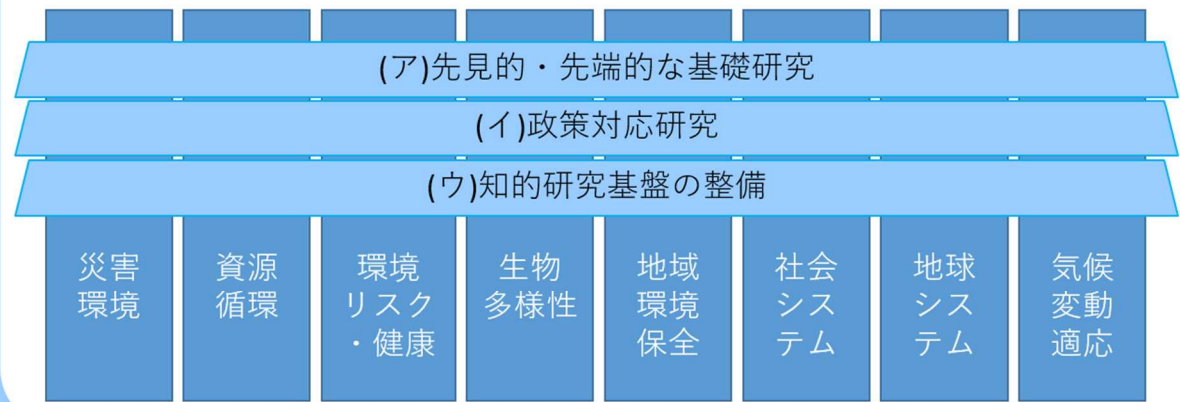 (ア)先見的・先端的な基礎研究
(イ)政策対応研究
(ウ)知的研究基盤の整備
災害
環境
資源
循環
環境
リスク
・健康
生物
多様性
地域
環境
保全
社会
シス
テム
地球
シス
テム
気候
変動
適応